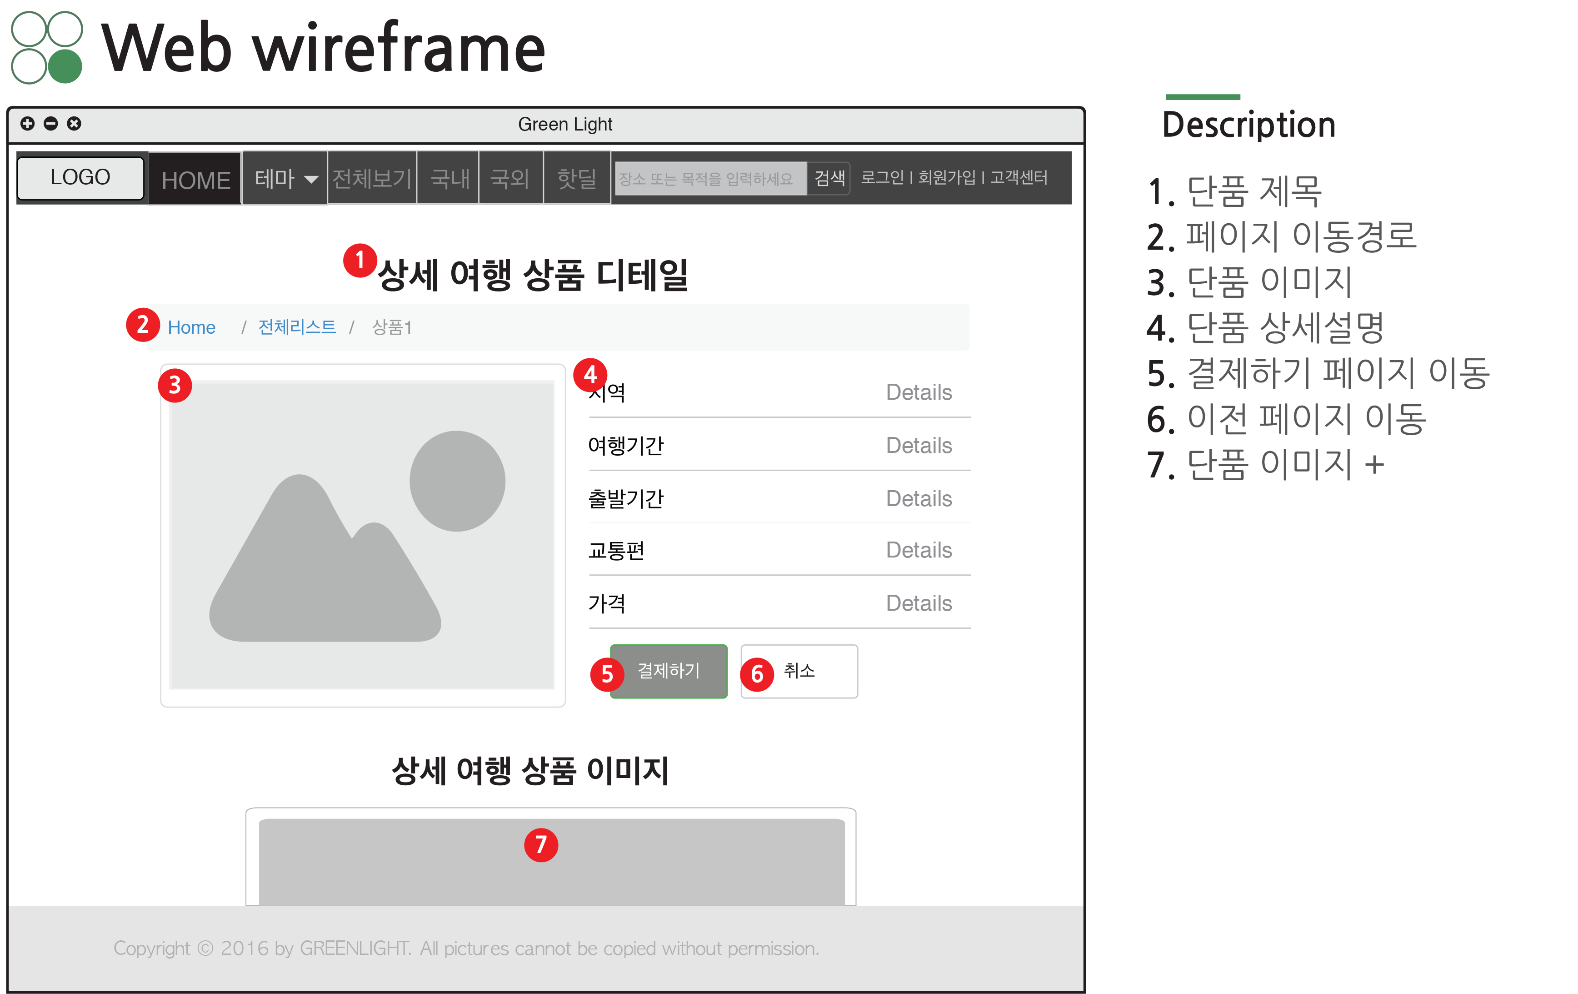 Web wireframe
Green Light
LOGO HOME 테마 전체보기 국내 국외 핫딜 장소 또는 목적을 입력하세요 검색 로그인 | 회원가입 | 고객센터
1 상세 여행 상품 디테일
2 Home / 전체리스트 / 상품1
3
4
지역 Details
여행기간 Details
출발기간 Details
교통편 Details
가격 Details
5 결제하기 6 취소
상세 여행 상품 이미지
7
Copyright © 2016 by GREENLIGHT. All pictures cannot be copied without permission.
Description
1. 단품 제목
2. 페이지 이동경로
3. 단품 이미지
4. 단품 상세설명
5. 결제하기 페이지 이동
6. 이전 페이지 이동
7. 단품 이미지 +